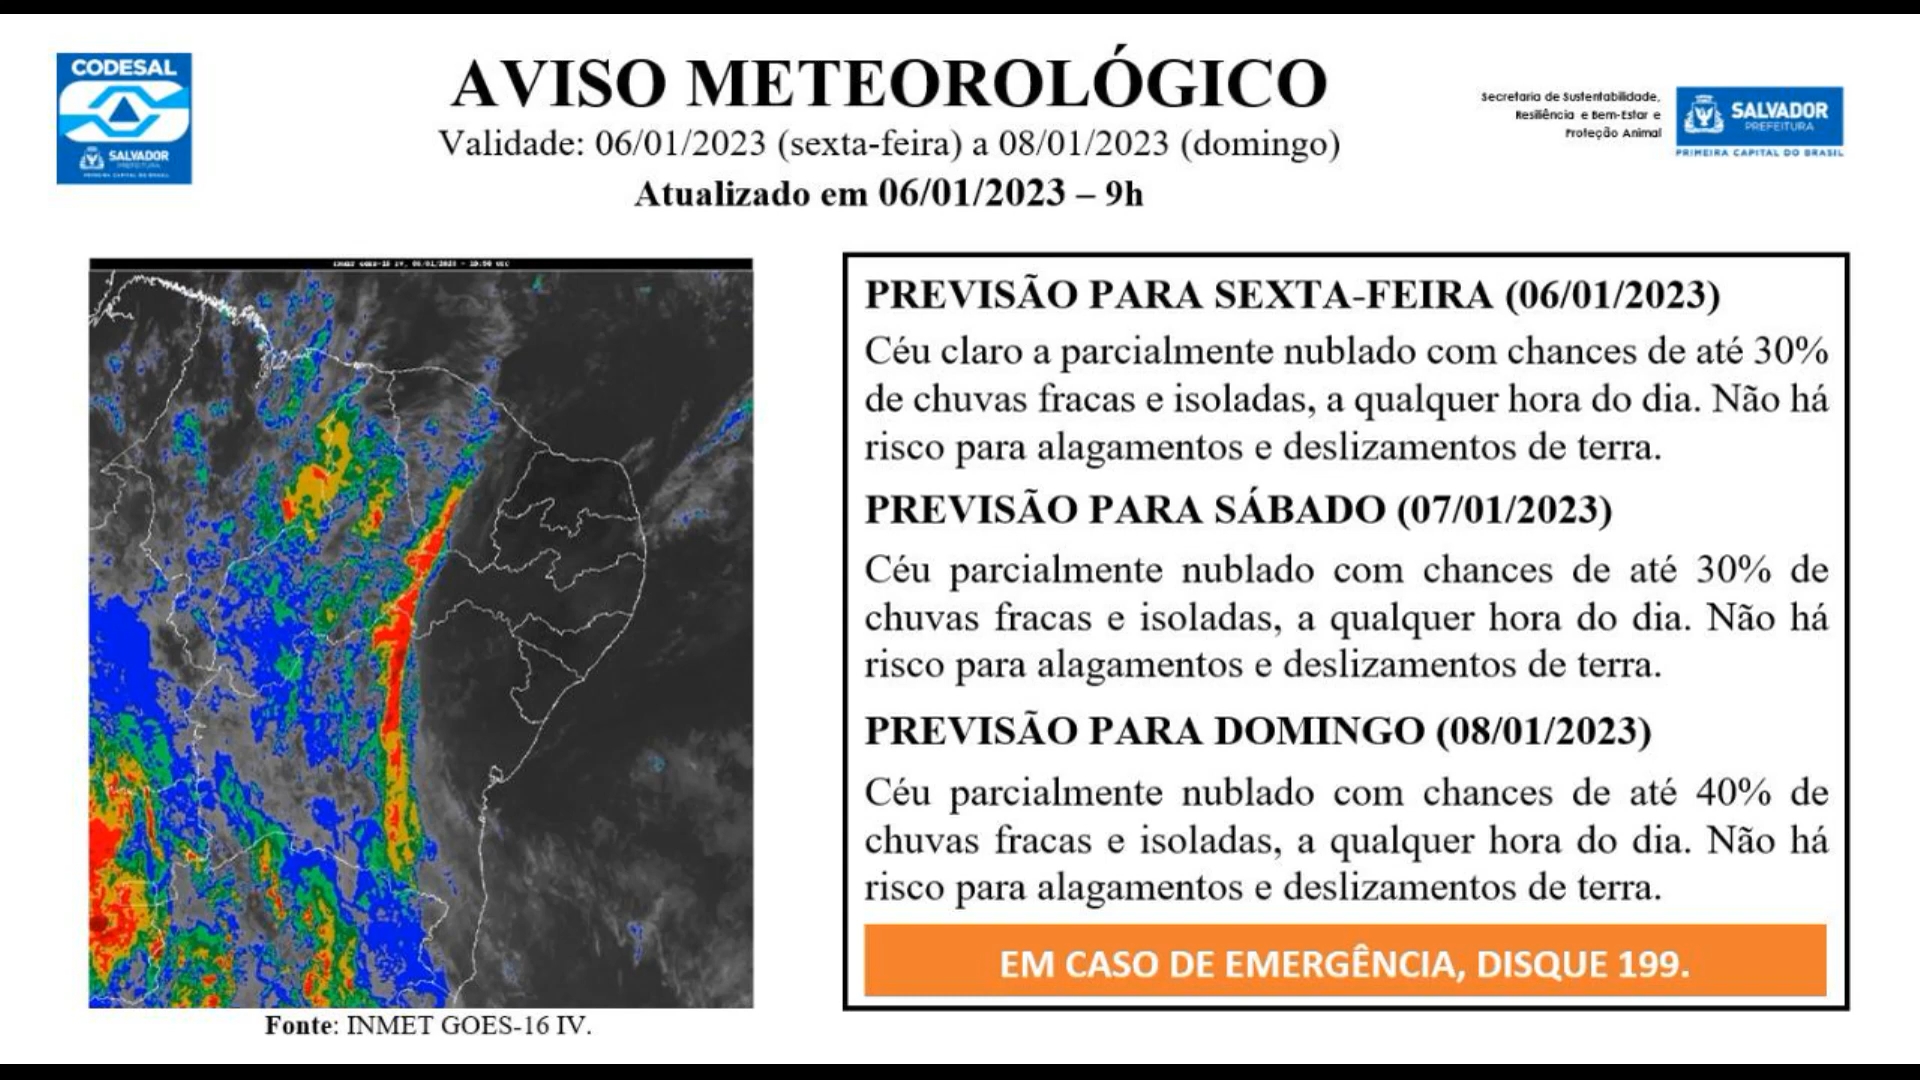 CODESAL
SALVADOR
PREFEITURA
PRIMEIRA CAPITAL DO BRASIL
AVISO METEOROLÓGICO
Validade: 06/01/2023 (sexta-feira) a 08/01/2023 (domingo)
Atualizado em 06/01/2023 – 9h
Secretaria de Sustentabilidade,
Resiliência e Bem-Estar e
Proteção Animal
SALVADOR
PREFEITURA
PRIMEIRA CAPITAL DO BRASIL
Fonte: INMET GOES-16 IV.
PREVISÃO PARA SEXTA-FEIRA (06/01/2023)
Céu claro a parcialmente nublado com chances de até 30%
de chuvas fracas e isoladas, a qualquer hora do dia. Não há
risco para alagamentos e deslizamentos de terra.
PREVISÃO PARA SÁBADO (07/01/2023)
Céu parcialmente nublado com chances de até 30% de
chuvas fracas e isoladas, a qualquer hora do dia. Não há
risco para alagamentos e deslizamentos de terra.
PREVISÃO PARA DOMINGO (08/01/2023)
Céu parcialmente nublado com chances de até 40% de
chuvas fracas e isoladas, a qualquer hora do dia. Não há
risco para alagamentos e deslizamentos de terra.
EM CASO DE EMERGÊNCIA, DISQUE 199.